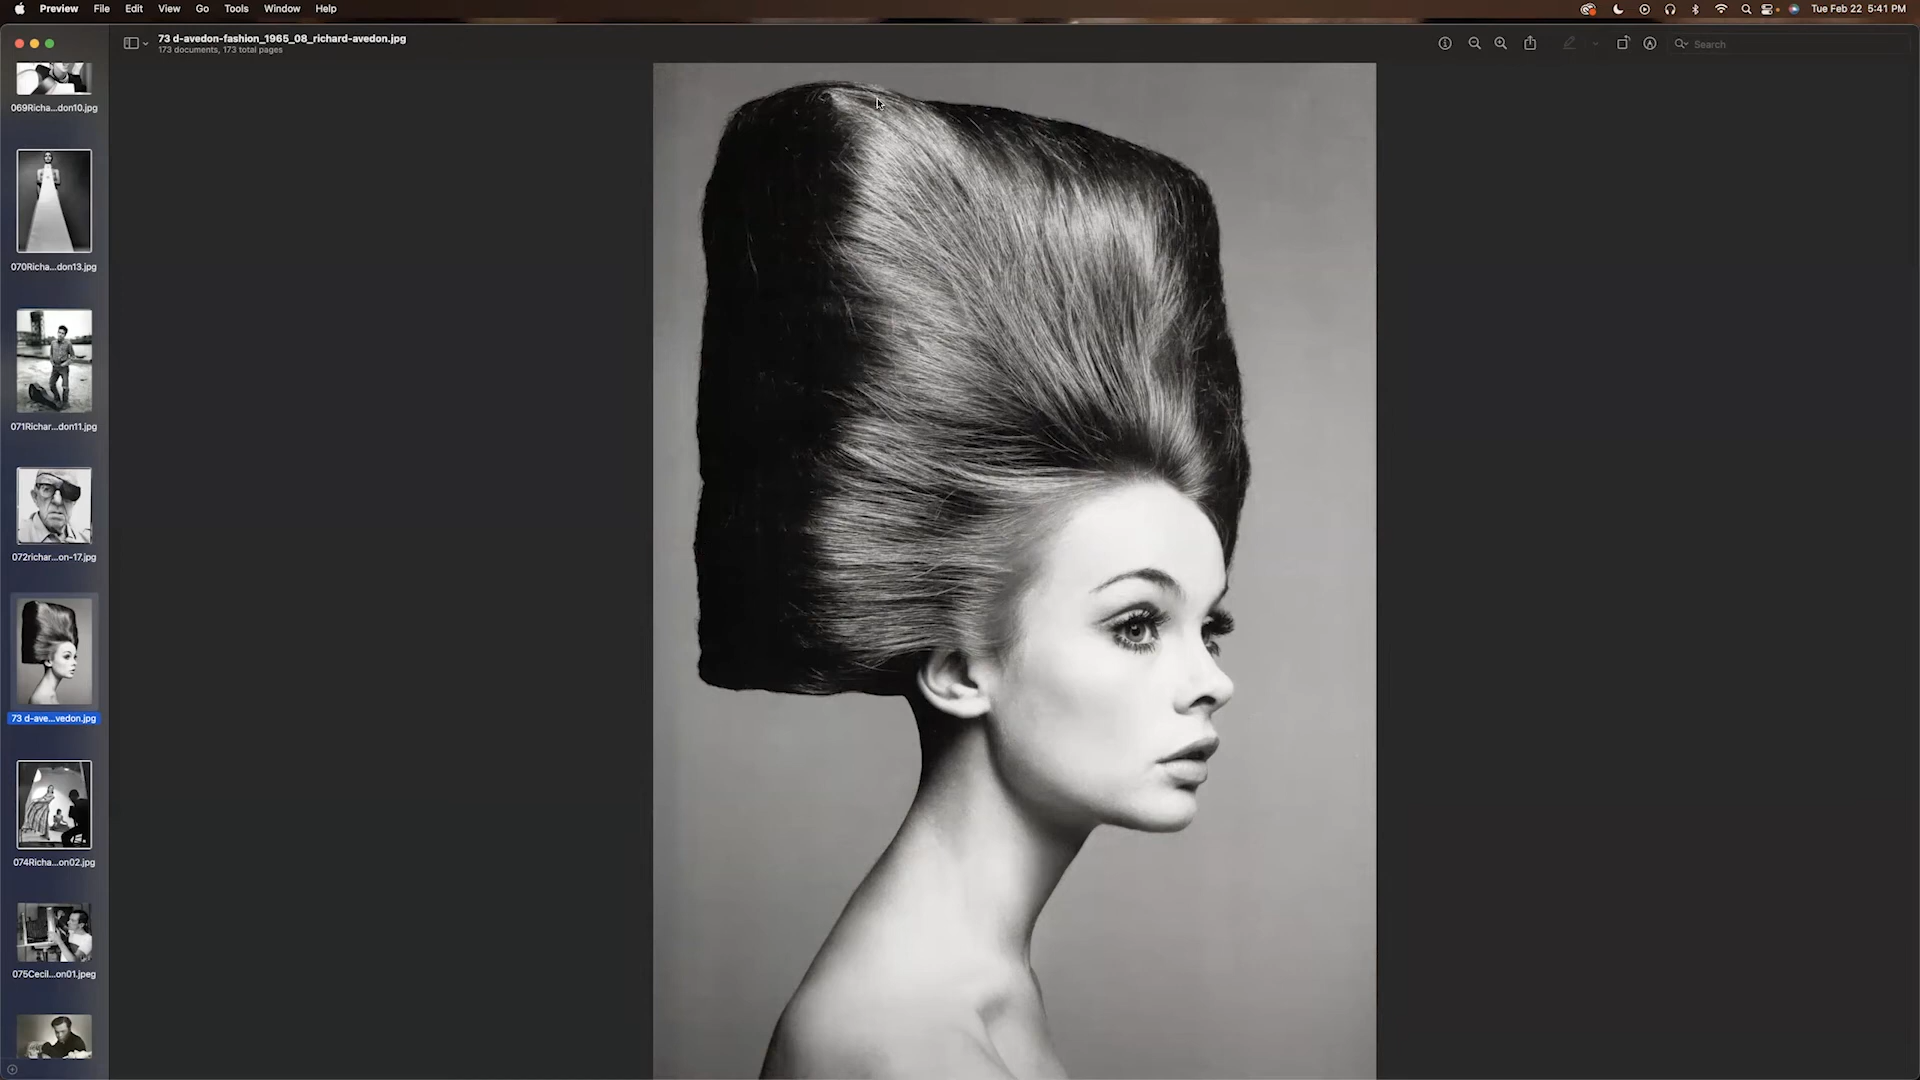 Preview File Edit View Go Tools Window Help Tue Feb 22 5:41 PM
73 d-avedon-fashion_1965_08_richard-avedon.jpg
173 documents, 173 total pages
Search
069Richa...don10.jpg
070Richa...don13.jpg
071Richar...don11.jpg
072richar...on-17.jpg
73 d-ave...vedon.jpg
074Richa...on02.jpg
075Cecil...on01.jpeg